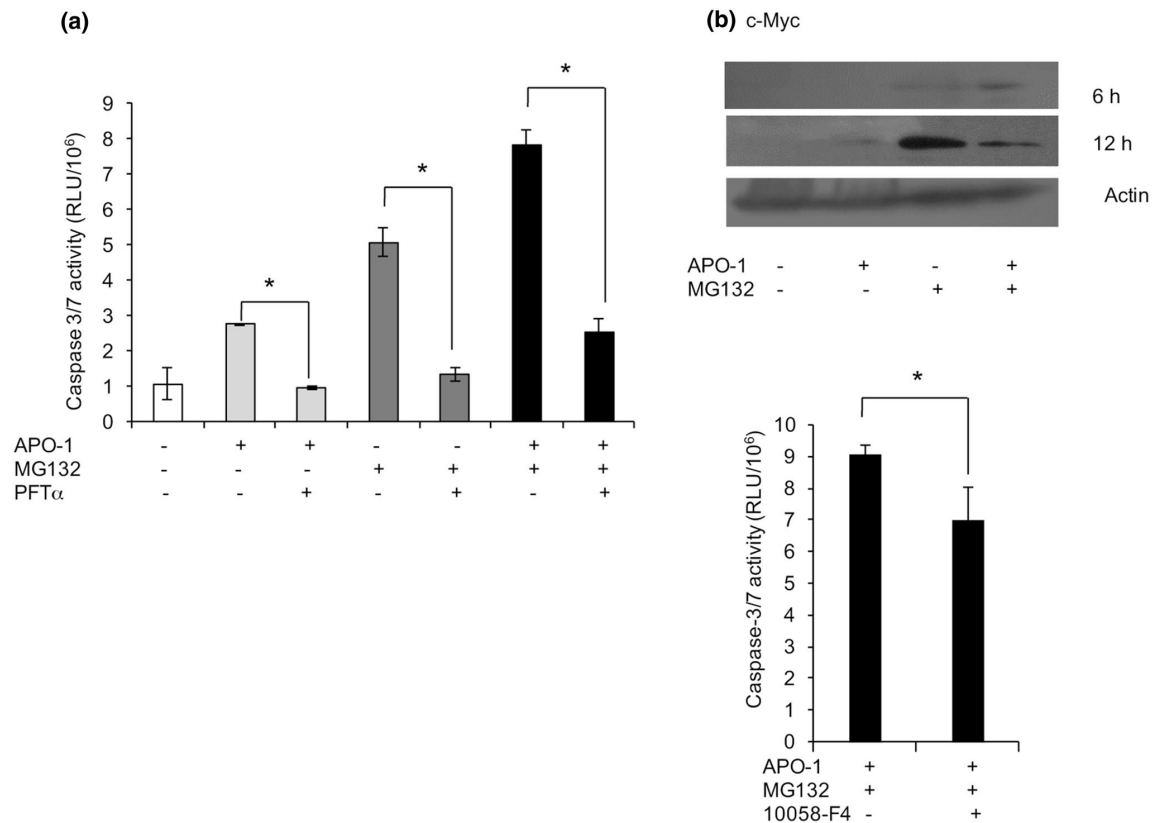 (a)
*
*
*
9
8
7
6
5
4
3
2
1
0
Caspase 3/7 activity (RLU/10⁶)
APO-1 - + + - - + +
MG132 - - - + + + +
PFTα - - + - + - +
(b) c-Myc
6 h
12 h
Actin
APO-1 - + - +
MG132 - - + +
*
10
9
8
7
6
5
4
3
2
1
0
Caspase-3/7 activity (RLU/10⁶)
APO-1 + +
MG132 + +
10058-F4 - +